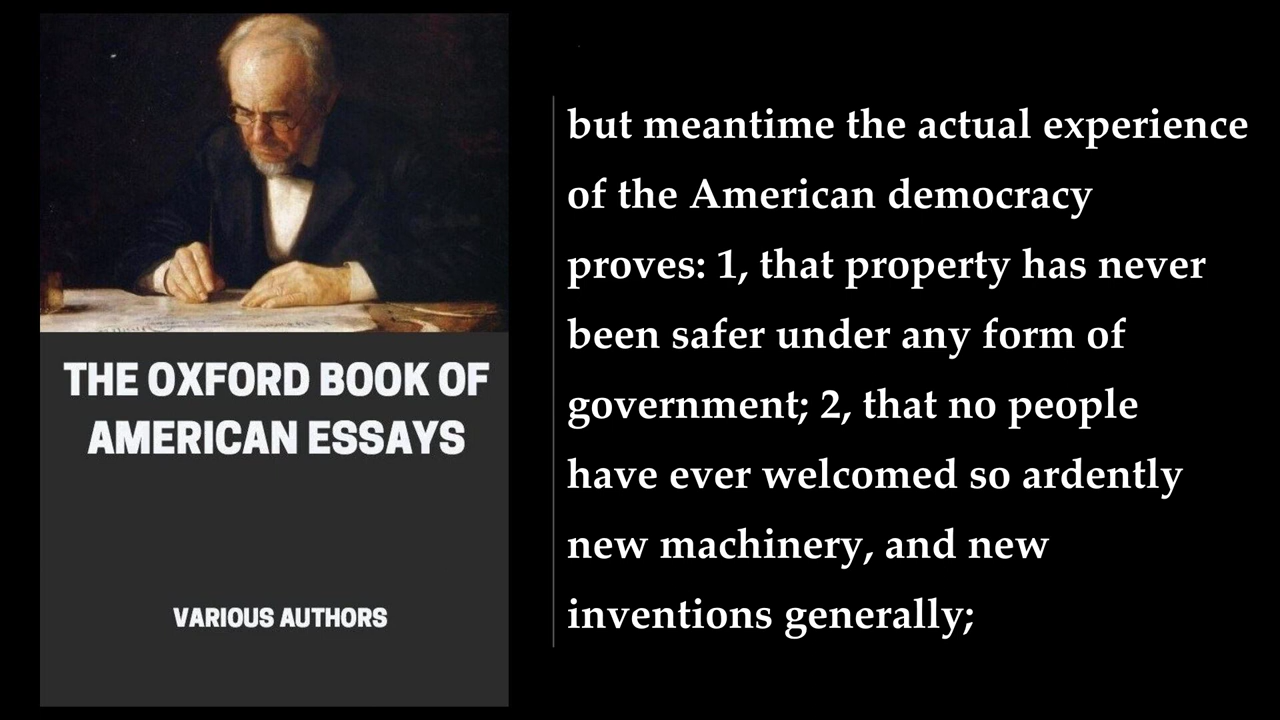 THE OXFORD BOOK OF
AMERICAN ESSAYS
VARIOUS AUTHORS
but meantime the actual experience
of the American democracy
proves: 1, that property has never
been safer under any form of
government; 2, that no people
have ever welcomed so ardently
new machinery, and new
inventions generally;